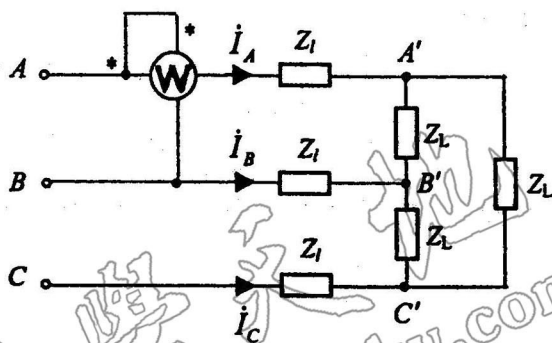 * *
A W İ_A Z_l A'
Z_L
B İ_B Z_l B' Z_L
Z_L
C Z_l
İ_C C'